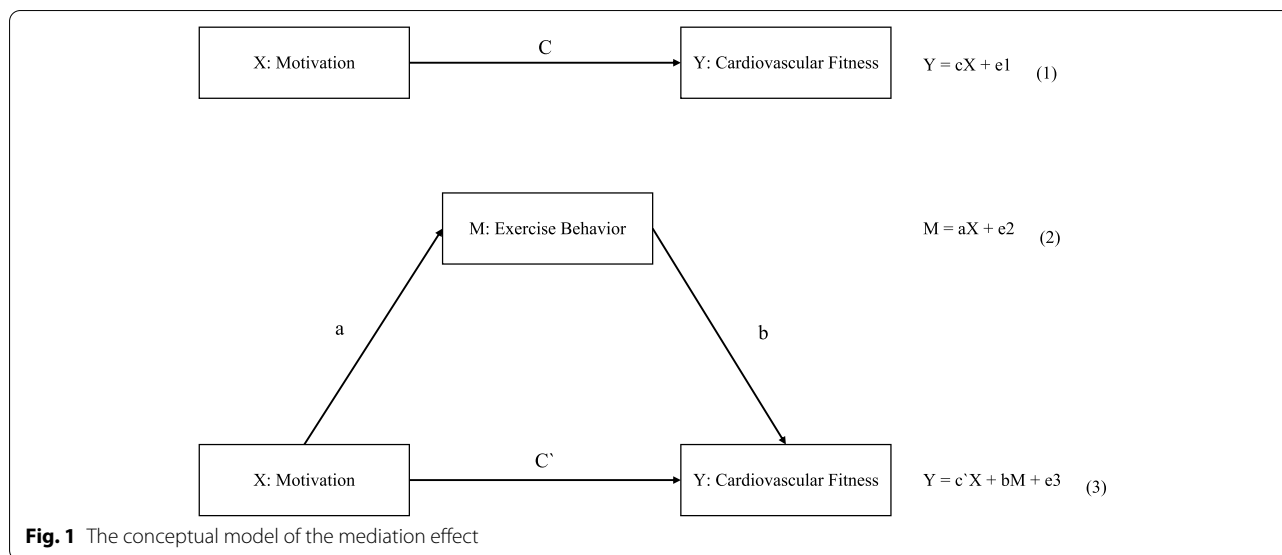 C
X: Motivation
Y: Cardiovascular Fitness
Y = cX + e1 (1)
M: Exercise Behavior
M = aX + e2 (2)
a
b
C`
X: Motivation
Y: Cardiovascular Fitness
Y = c`X + bM + e3 (3)
Fig. 1 The conceptual model of the mediation effect